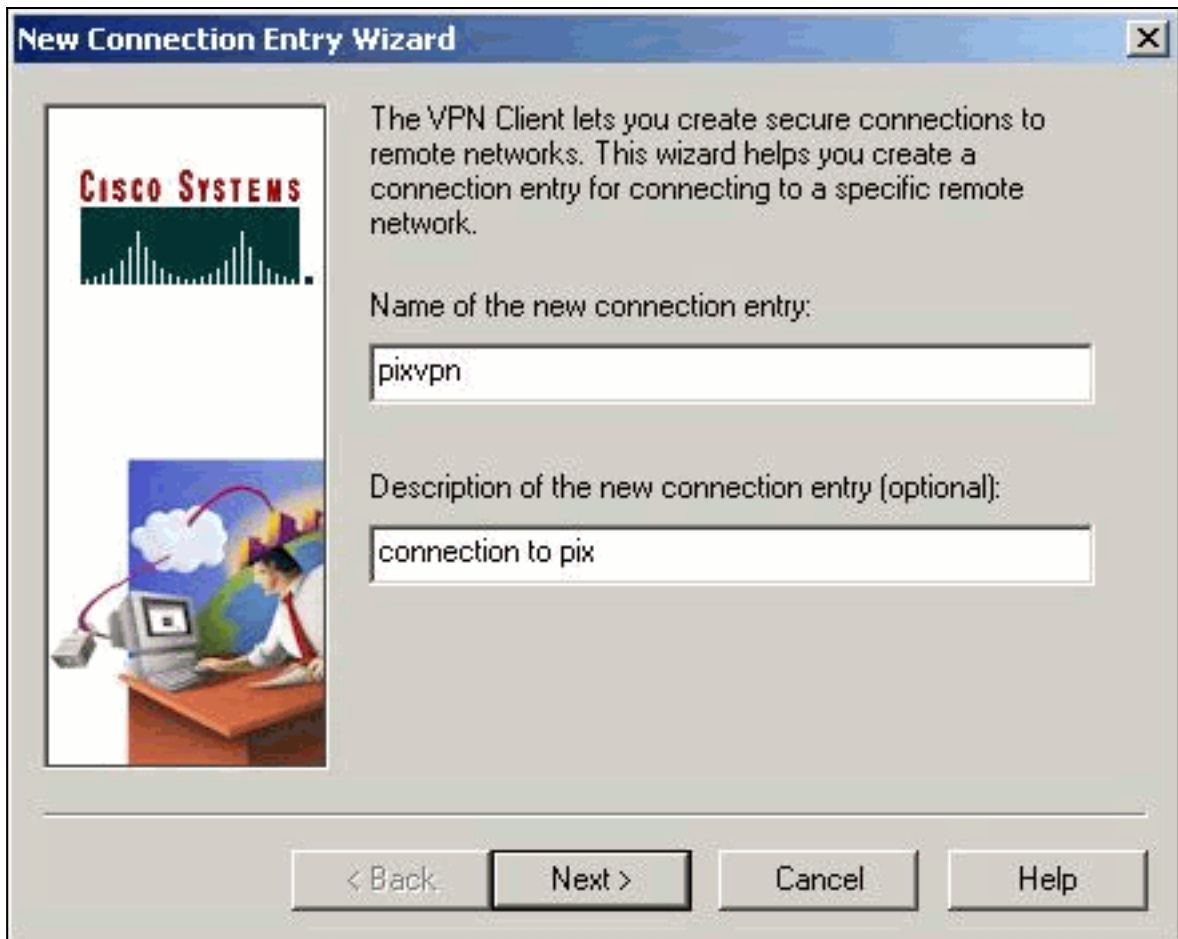 New Connection Entry Wizard
CISCO SYSTEMS
The VPN Client lets you create secure connections to
remote networks. This wizard helps you create a
connection entry for connecting to a specific remote
network.
Name of the new connection entry:
pixvpn
Description of the new connection entry (optional):
connection to pix
< Back
Next >
Cancel
Help